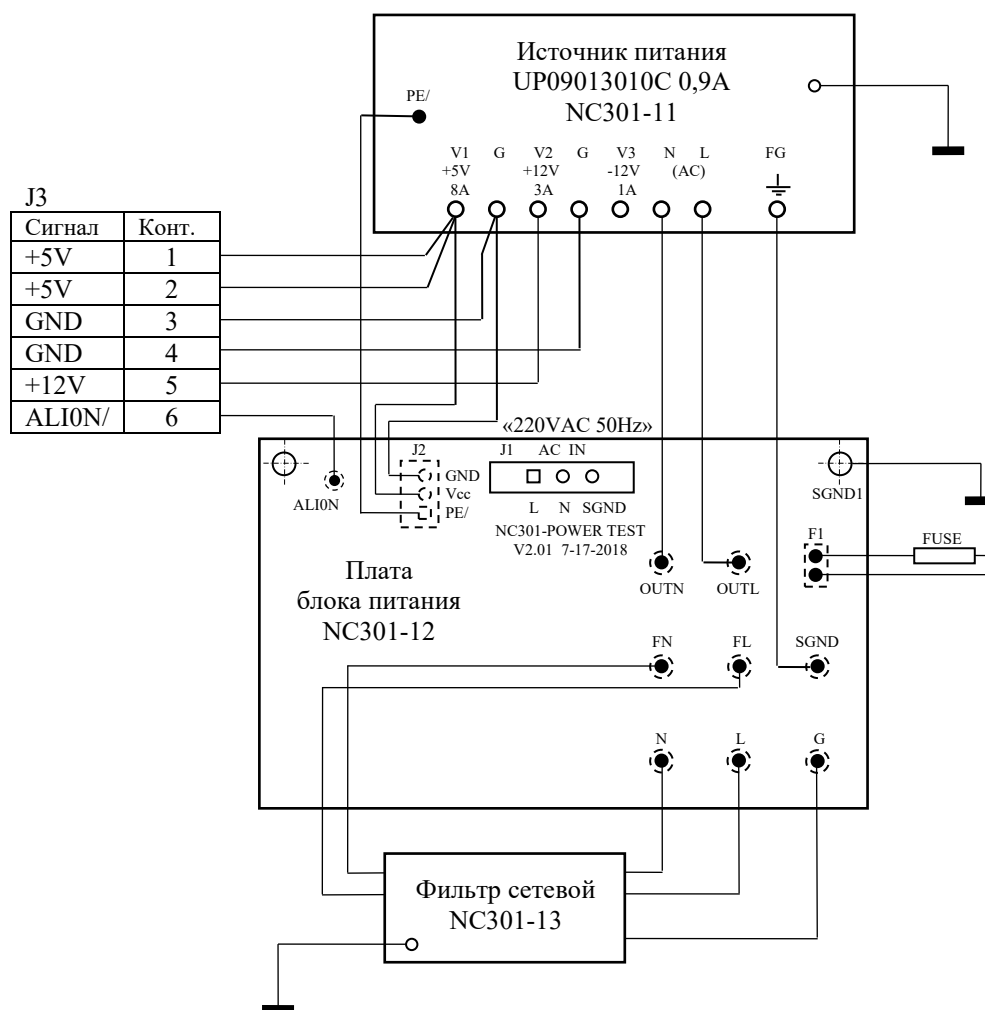 Источник питания
UP09013010C 0,9A
NC301-11
PE/
V1 G V2 G V3 N L FG
+5V +12V -12V (AC)
8A 3A 1A
J3
Сигнал Конт.
+5V 1
+5V 2
GND 3
GND 4
+12V 5
ALI0N/ 6
«220VAC 50Hz»
J2 J1 AC IN
GND
Vcc
PE/
ALI0N
L N SGND
NC301-POWER TEST
V2.01 7-17-2018
SGND1
F1 FUSE
Плата
блока питания
NC301-12
OUTN OUTL
FN FL SGND
N L G
Фильтр сетевой
NC301-13